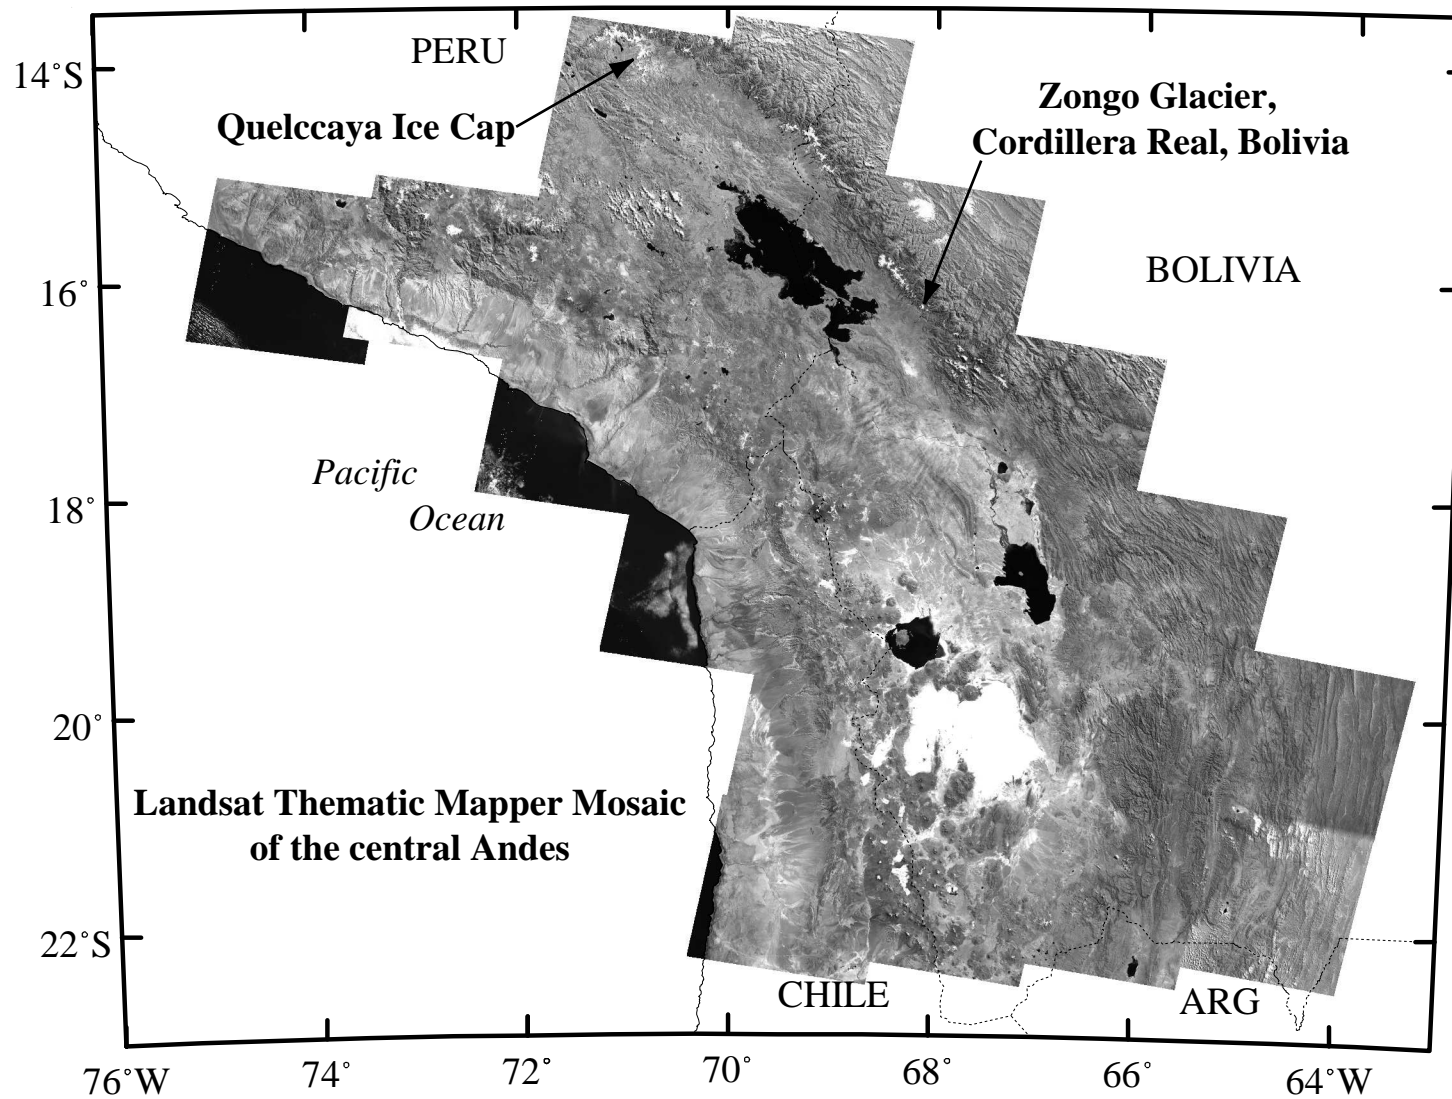 PERU
14°S
Zongo Glacier,
Cordillera Real, Bolivia
Quelccaya Ice Cap
16°
BOLIVIA
Pacific
Ocean
18°
20°
Landsat Thematic Mapper Mosaic
of the central Andes
22°S
CHILE
ARG
76°W
74°
72°
70°
68°
66°
64°W